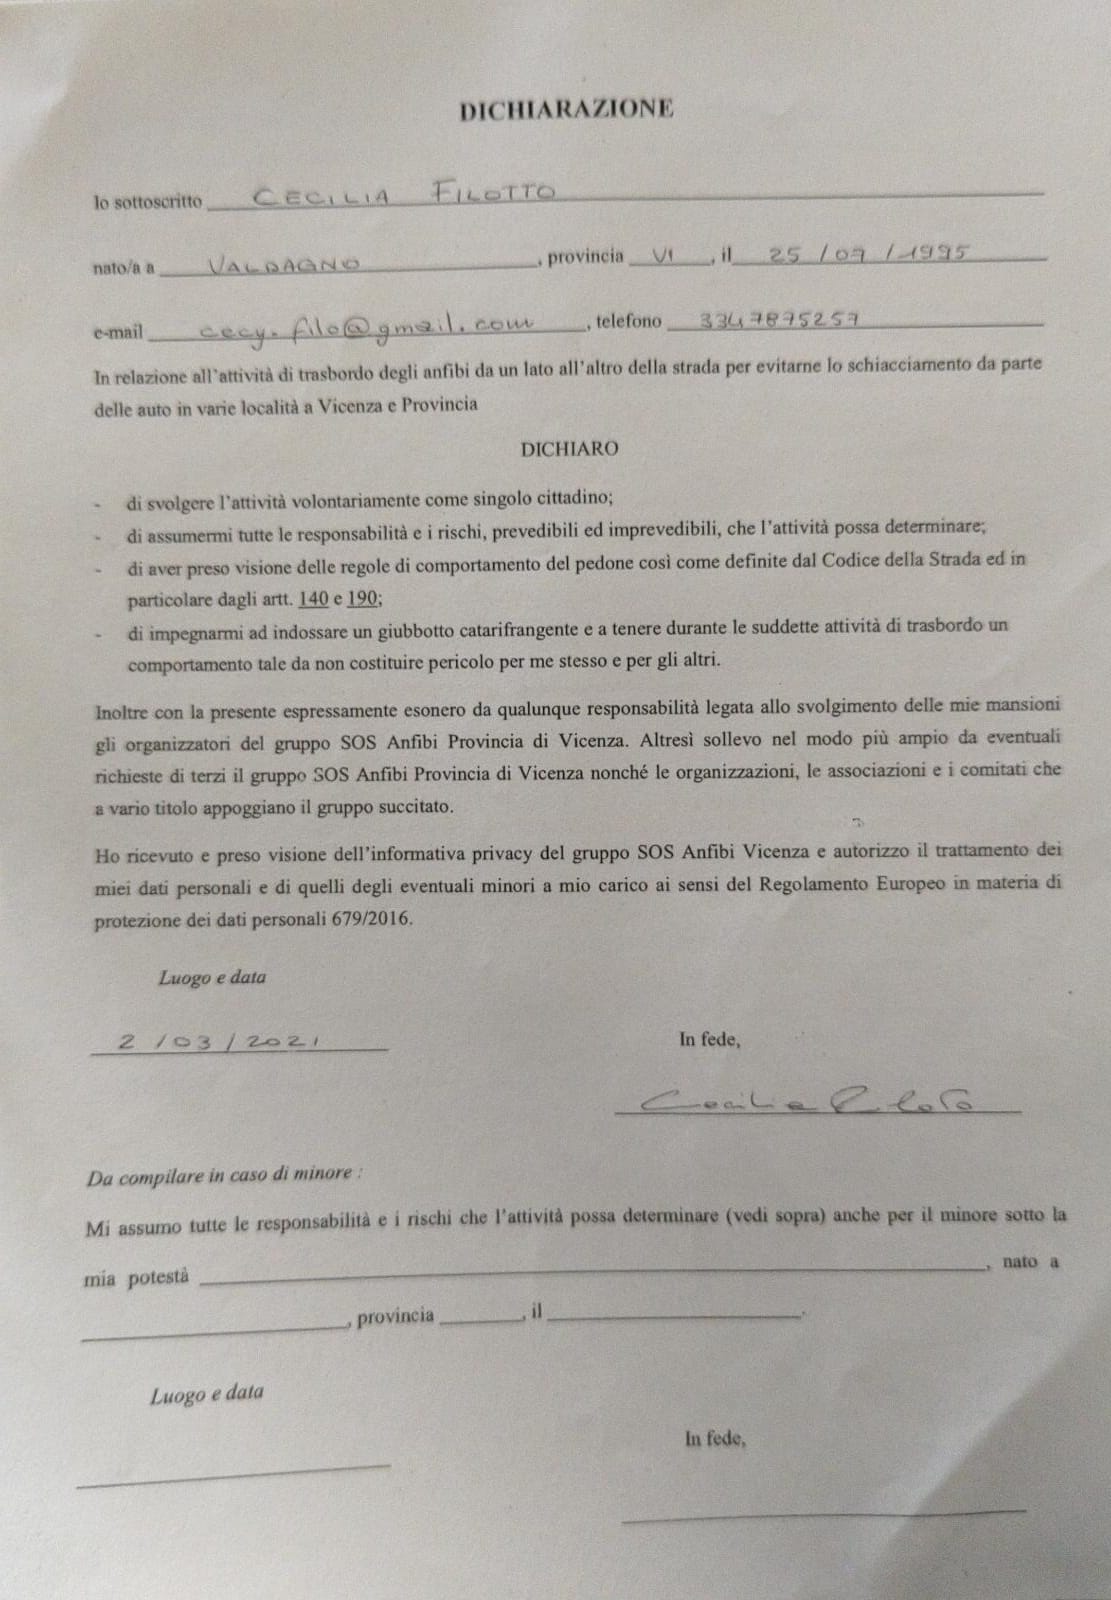 DICHIARAZIONE
Io sottoscritto CECILIA FILOTTO
nato/a a VALDAGNO, provincia VI, il 25/07/1995
e-mail cecy.filo@gmail.com, telefono 3347875257
In relazione all'attività di trasbordo degli anfibi da un lato all'altro della strada per evitarne lo schiacciamento da parte
delle auto in varie località a Vicenza e Provincia
DICHIARO
- di svolgere l'attività volontariamente come singolo cittadino;
- di assumermi tutte le responsabilità e i rischi, prevedibili ed imprevedibili, che l'attività possa determinare;
- di aver preso visione delle regole di comportamento del pedone così come definite dal Codice della Strada ed in
particolare dagli artt. 140 e 190;
- di impegnarmi ad indossare un giubbotto catarifrangente e a tenere durante le suddette attività di trasbordo un
comportamento tale da non costituire pericolo per me stesso e per gli altri.
Inoltre con la presente espressamente esonero da qualunque responsabilità legata allo svolgimento delle mie mansioni
gli organizzatori del gruppo SOS Anfibi Provincia di Vicenza. Altresì sollevo nel modo più ampio da eventuali
richieste di terzi il gruppo SOS Anfibi Provincia di Vicenza nonché le organizzazioni, le associazioni e i comitati che
a vario titolo appoggiano il gruppo succitato.
Ho ricevuto e preso visione dell'informativa privacy del gruppo SOS Anfibi Vicenza e autorizzo il trattamento dei
miei dati personali e di quelli degli eventuali minori a mio carico ai sensi del Regolamento Europeo in materia di
protezione dei dati personali 679/2016.
Luogo e data
2/03/2021
In fede,
Cecilia Filotto
Da compilare in caso di minore :
Mi assumo tutte le responsabilità e i rischi che l'attività possa determinare (vedi sopra) anche per il minore sotto la
mia potestà , nato a
, provincia , il .
Luogo e data
In fede,